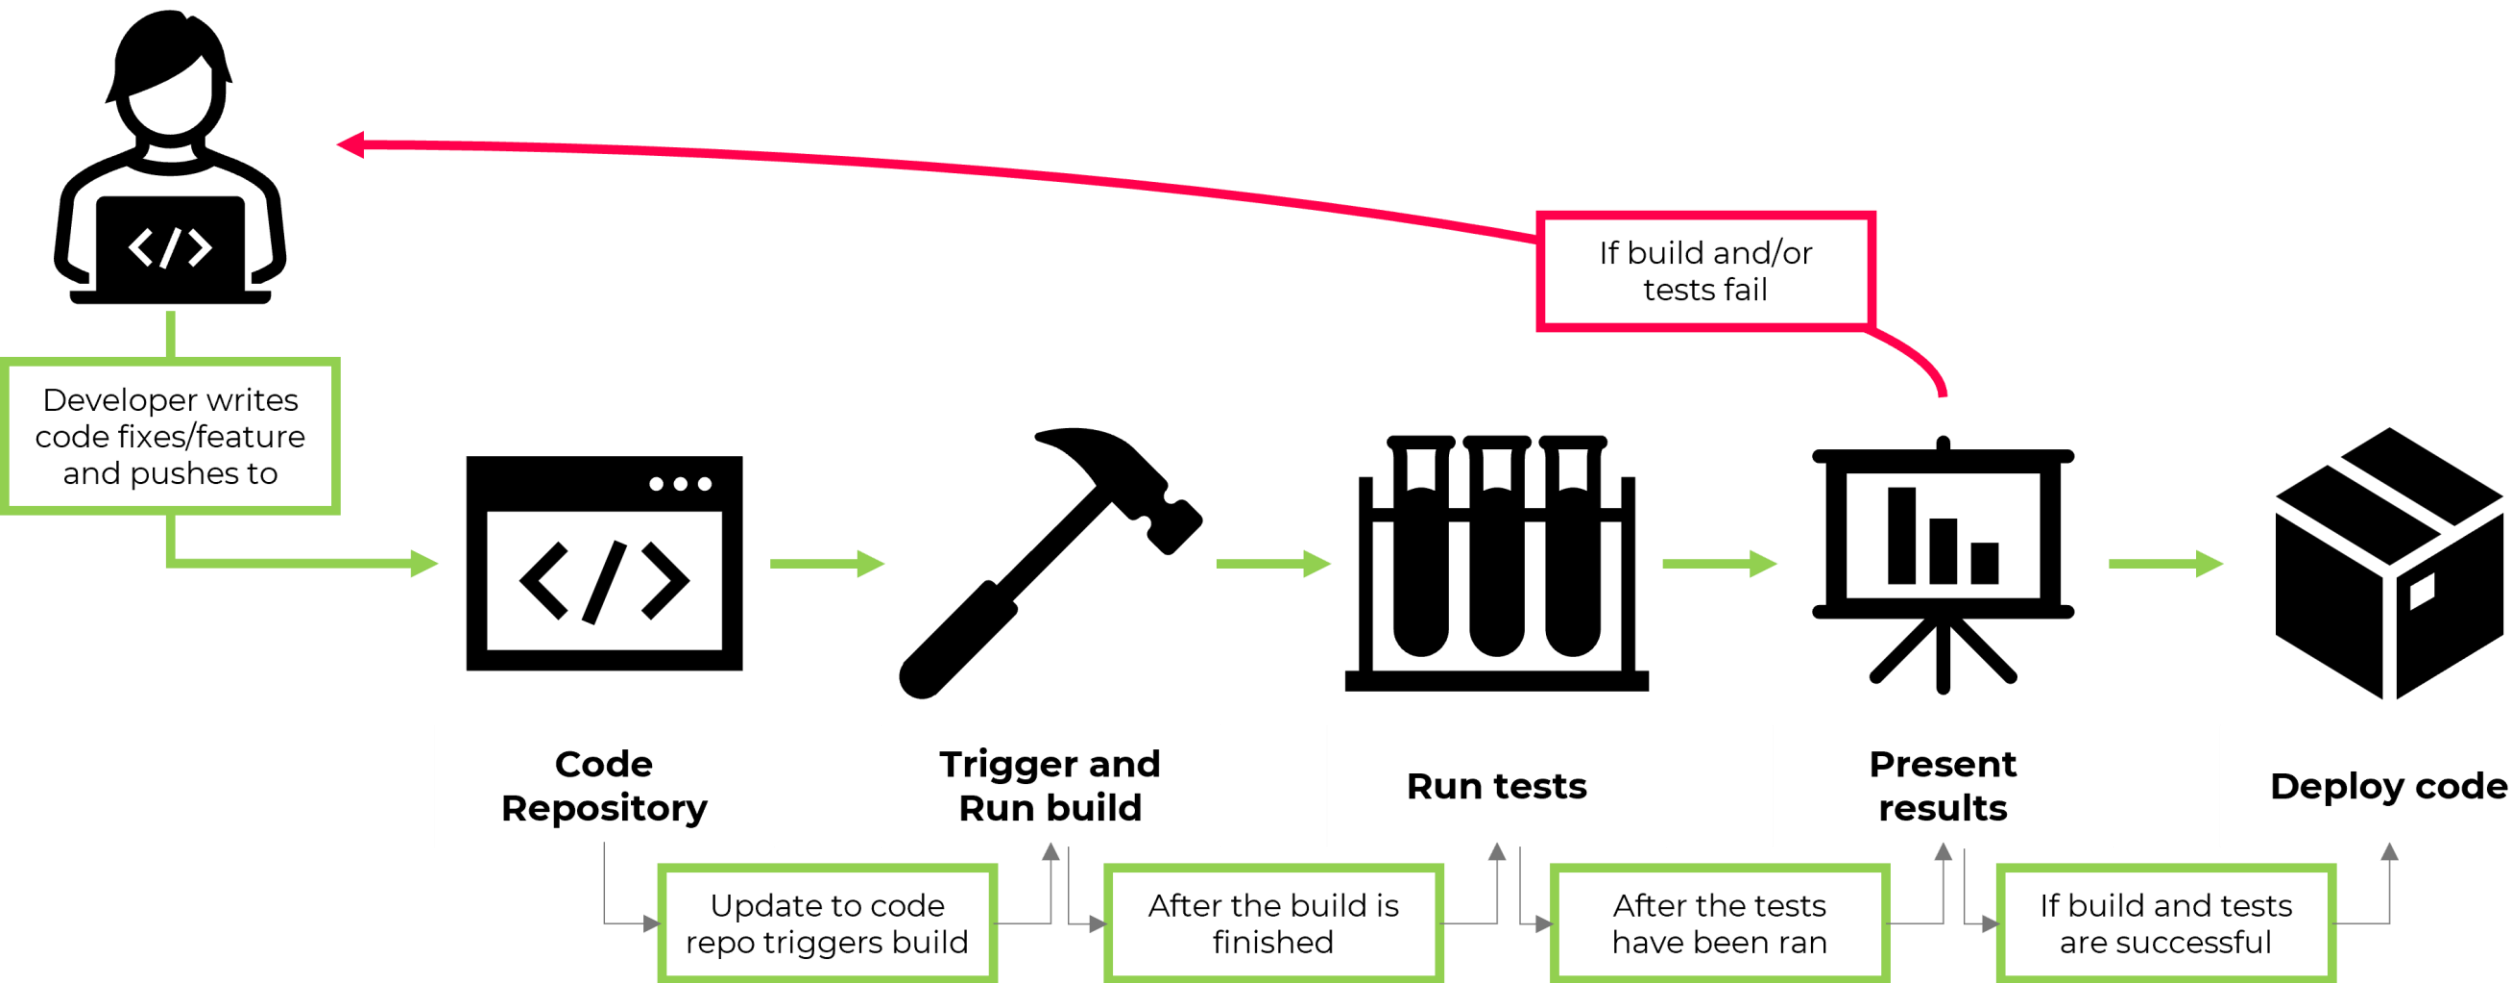 If build and/or
tests fail
Developer writes
code fixes/feature
and pushes to
</>
</>
Code
Repository
Trigger and
Run build
Run tests
Present
results
Deploy code
Update to code
repo triggers build
After the build is
finished
After the tests
have been ran
If build and tests
are successful